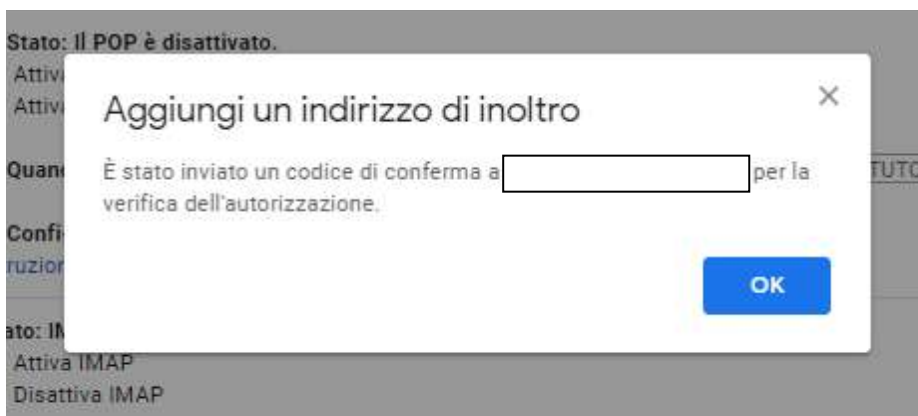 Stato: Il POP è disattivato.
Aggiungi un indirizzo di inoltro
È stato inviato un codice di conferma a per la
verifica dell'autorizzazione.
OK
Attiva IMAP
Disattiva IMAP